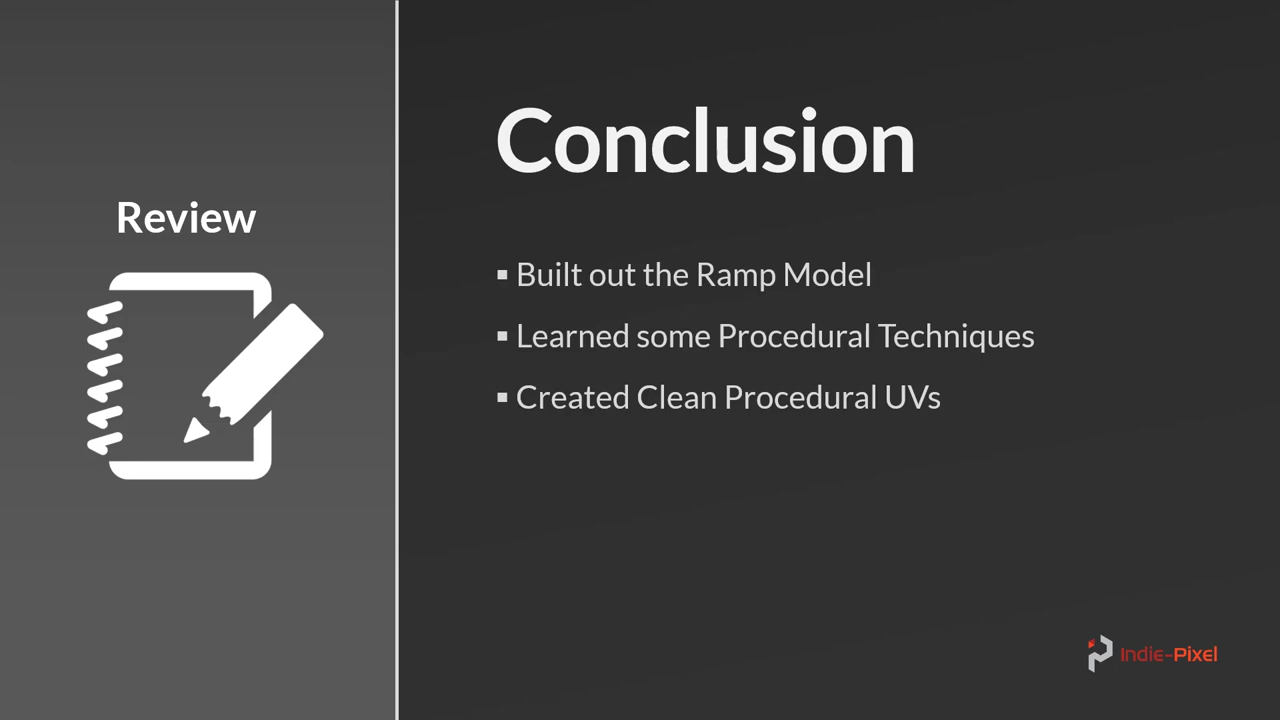 Review
Conclusion
▪ Built out the Ramp Model
▪ Learned some Procedural Techniques
▪ Created Clean Procedural UVs
Indie-Pixel